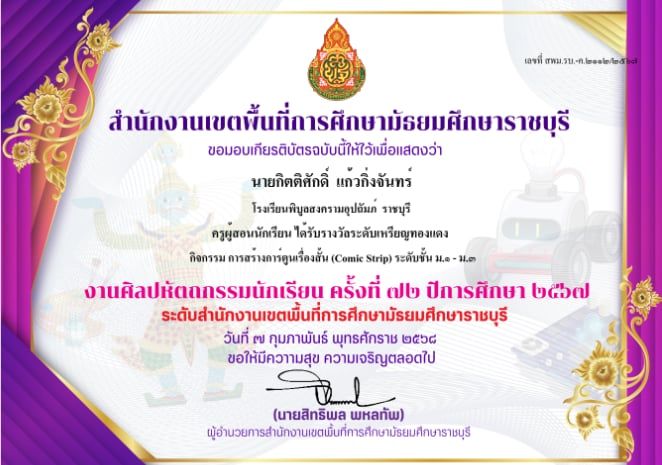 เลขที่ สพม.รบ.-ค.๒๑๑๒/๒๕๖๗
สำนักงานเขตพื้นที่การศึกษามัธยมศึกษาราชบุรี
ขอมอบเกียรติบัตรฉบับนี้ให้ไว้เพื่อแสดงว่า
นายกิตติศักดิ์ แก้วกิ่งจันทร์
โรงเรียนพิบูลสงครามอุปถัมภ์ ราชบุรี
ครูผู้สอนนักเรียน ได้รับรางวัลระดับเหรียญทองแดง
กิจกรรม การสร้างการ์ตูนเรื่องสั้น (Comic Strip) ระดับชั้น ม.๑ - ม.๓
งานศิลปหัตถกรรมนักเรียน ครั้งที่ ๗๒ ปีการศึกษา ๒๕๖๗
ระดับสำนักงานเขตพื้นที่การศึกษามัธยมศึกษาราชบุรี
วันที่ ๗ กุมภาพันธ์ พุทธศักราช ๒๕๖๘
ขอให้มีความสุข ความเจริญตลอดไป
(นายสิทธิพล พหลทัพ)
ผู้อำนวยการสำนักงานเขตพื้นที่การศึกษามัธยมศึกษาราชบุรี